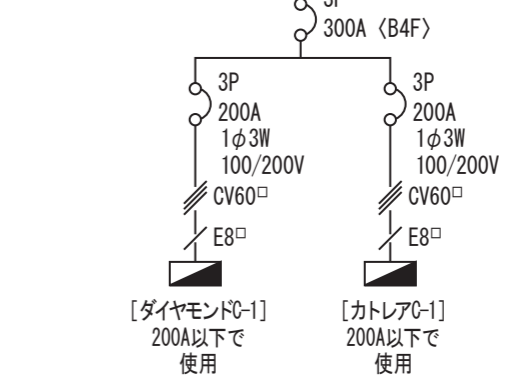 3P
300A〈B4F〉
3P
200A
1φ3W
100/200V
CV60□
E8□
[ダイヤモンドC-1]
200A以下で
使用
3P
200A
1φ3W
100/200V
CV60□
E8□
[カトレアC-1]
200A以下で
使用